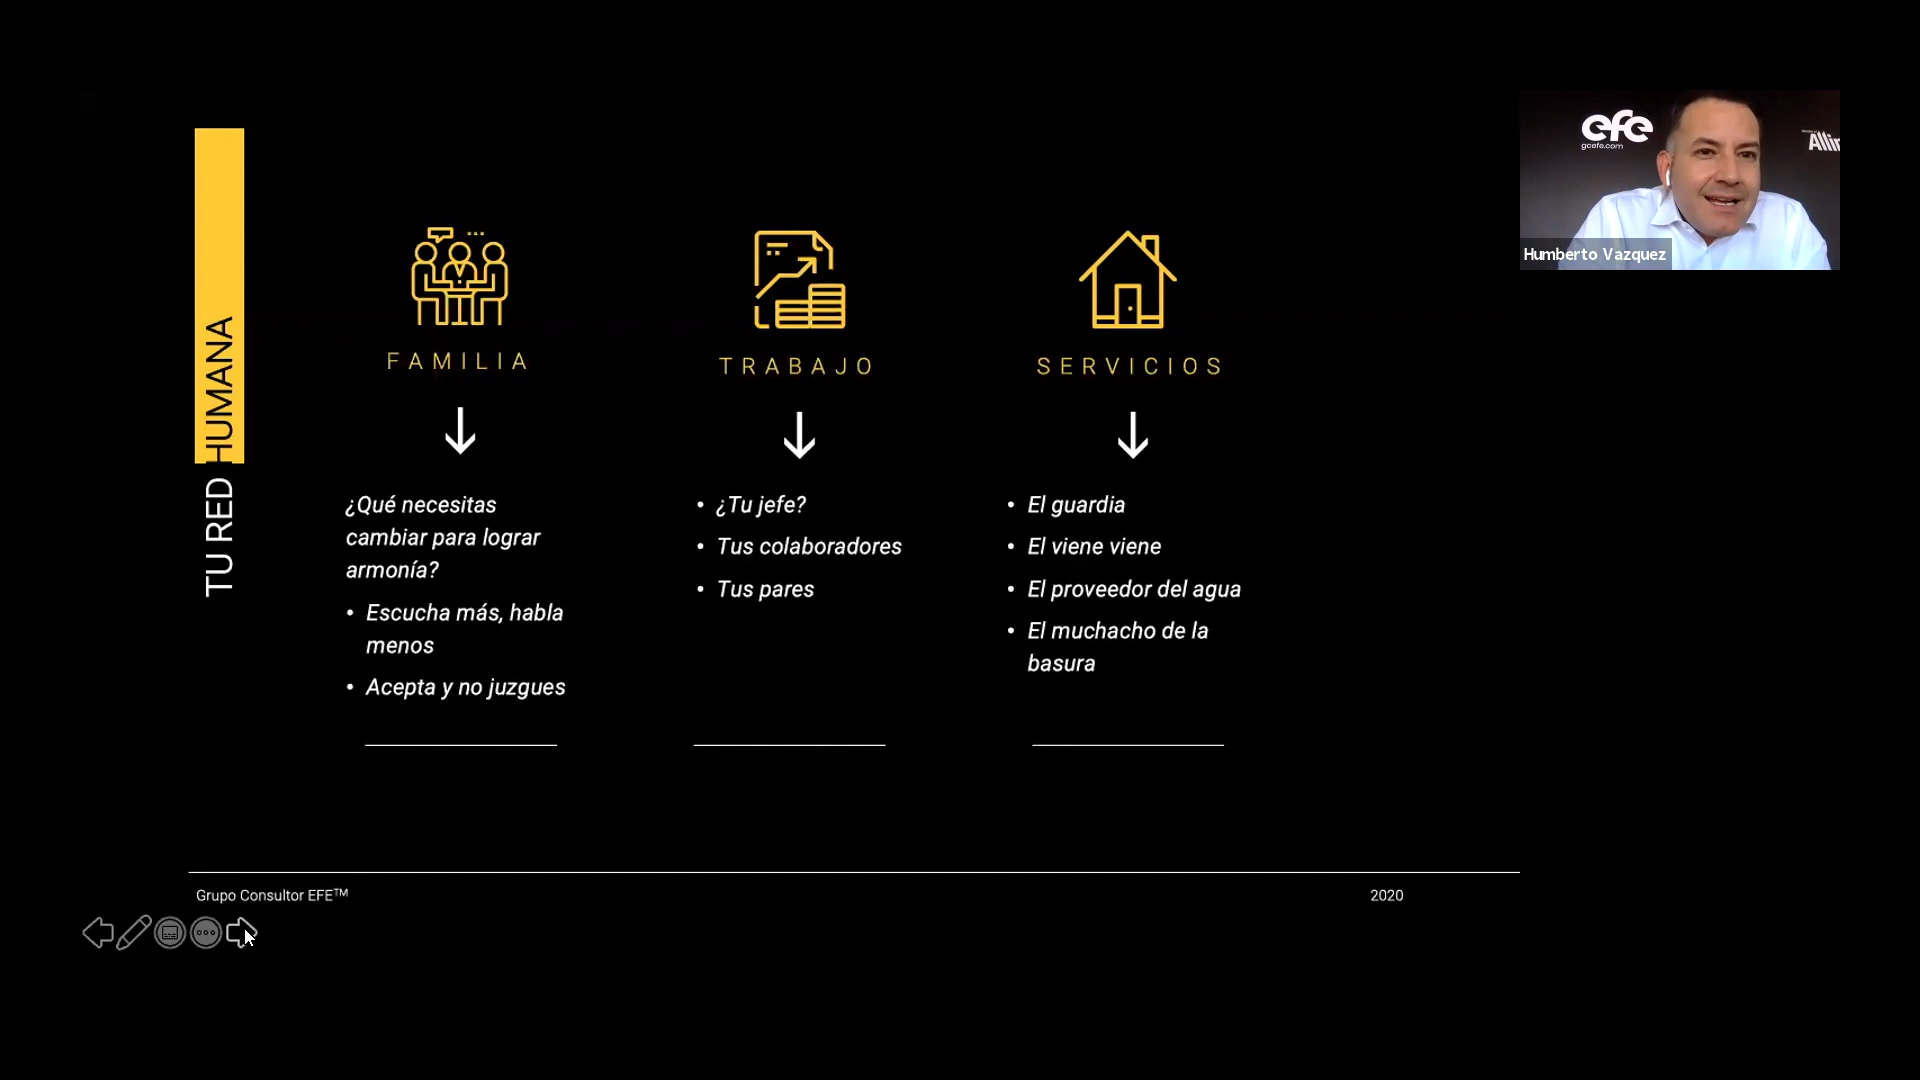 TU RED HUMANA
FAMILIA
¿Qué necesitas
cambiar para lograr
armonía?
• Escucha más, habla
menos
• Acepta y no juzgues
TRABAJO
• ¿Tu jefe?
• Tus colaboradores
• Tus pares
SERVICIOS
• El guardia
• El viene viene
• El proveedor del agua
• El muchacho de la
basura
efe
gcefe.com
Humberto Vazquez
Grupo Consultor EFE™
2020